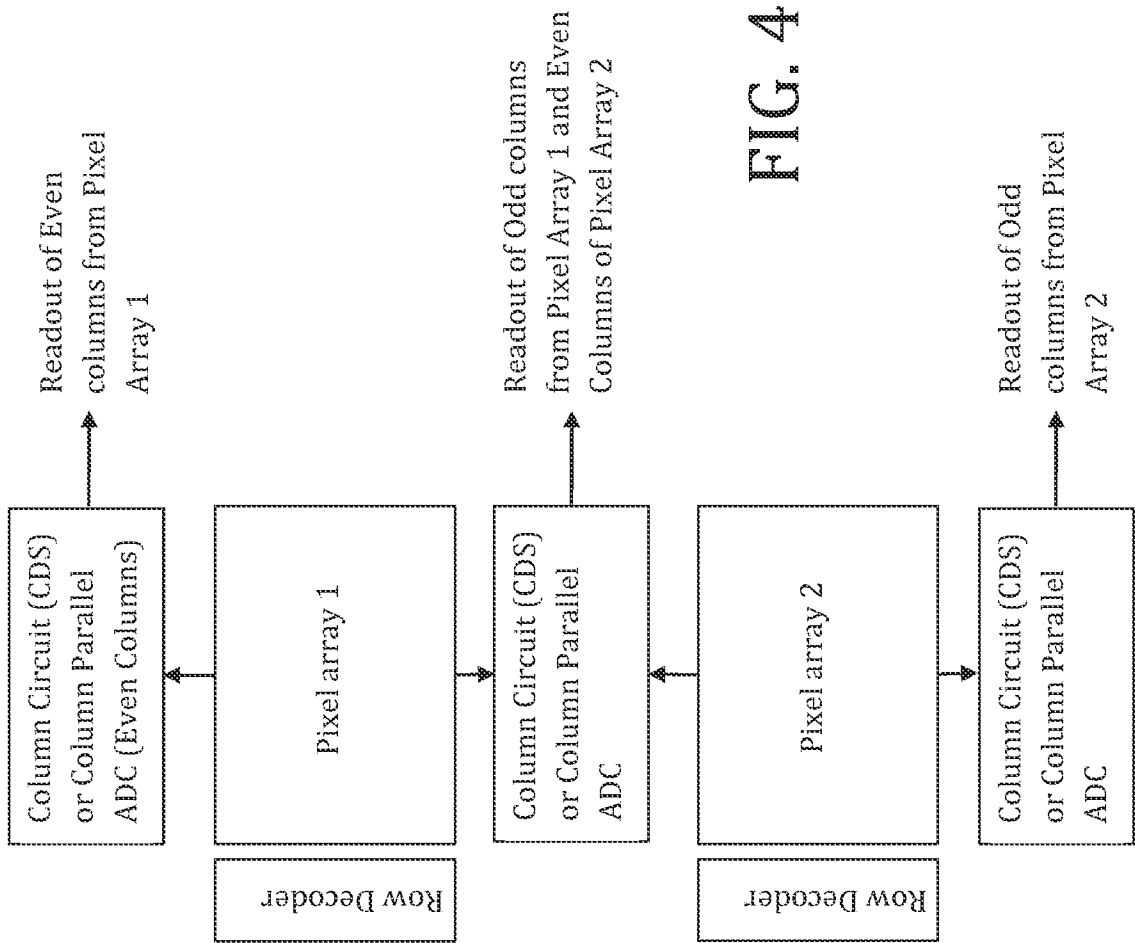 Column Circuit (CDS)
or Column Parallel
ADC (Even Columns)
Readout of Even
columns from Pixel
Array 1
Row Decoder
Pixel array 1
Column Circuit (CDS)
or Column Parallel
ADC
Readout of Odd columns
from Pixel Array 1 and Even
Columns of Pixel Array 2
Row Decoder
Pixel array 2
Column Circuit (CDS)
or Column Parallel
ADC
Readout of Odd
columns from Pixel
Array 2
FIG. 4